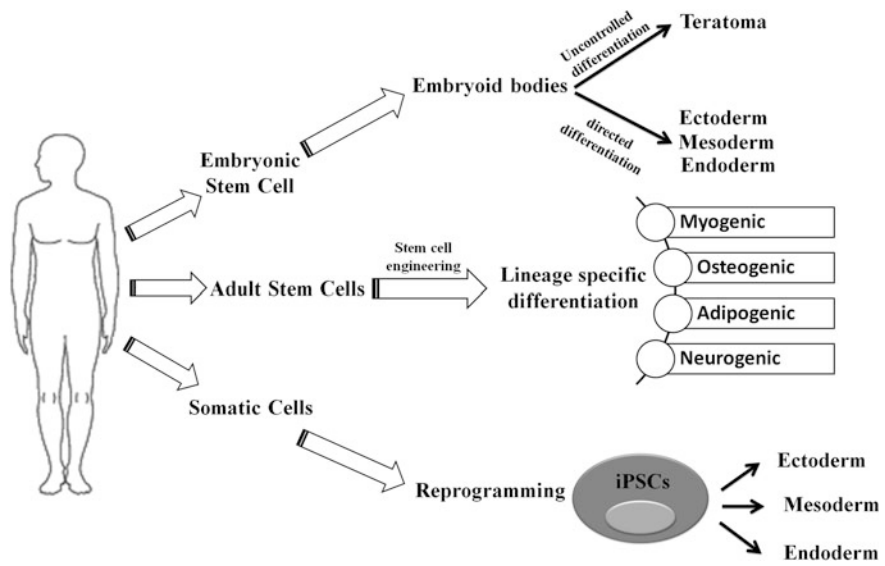 Uncontrolled
differentiation
Teratoma
Embryoid bodies
directed
differentiation
Ectoderm
Mesoderm
Endoderm
Embryonic
Stem Cell
Adult Stem Cells
Stem cell
engineering
Lineage specific
differentiation
Myogenic
Osteogenic
Adipogenic
Neurogenic
Somatic Cells
Reprogramming
iPSCs
Ectoderm
Mesoderm
Endoderm